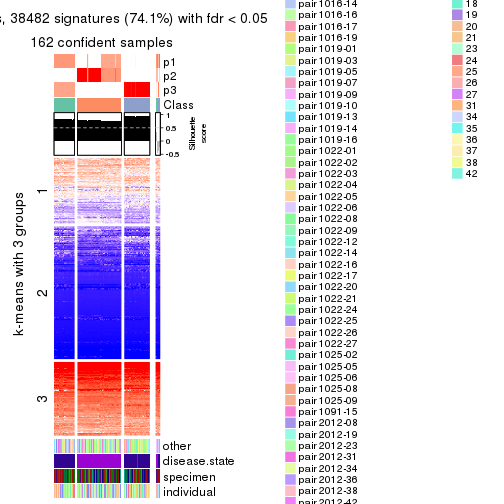 s, 38482 signatures (74.1%) with fdr < 0.05
162 confident samples
p1
p2
p3
Class
1
0.5
0
-0.5
Silhouette
score
k-means with 3 groups
1
2
3
other
disease.state
specimen
individual
pair1016-14
pair1016-16
pair1016-17
pair1016-19
pair1019-01
pair1019-03
pair1019-05
pair1019-07
pair1019-09
pair1019-10
pair1019-13
pair1019-14
pair1019-16
pair1022-01
pair1022-02
pair1022-03
pair1022-04
pair1022-05
pair1022-06
pair1022-08
pair1022-09
pair1022-12
pair1022-14
pair1022-16
pair1022-17
pair1022-20
pair1022-21
pair1022-24
pair1022-25
pair1022-26
pair1022-27
pair1025-02
pair1025-05
pair1025-06
pair1025-08
pair1025-09
pair1091-15
pair2012-08
pair2012-19
pair2012-23
pair2012-31
pair2012-34
pair2012-36
pair2012-38
pair2012-42
18
19
20
21
23
24
25
26
27
31
34
35
36
37
38
42